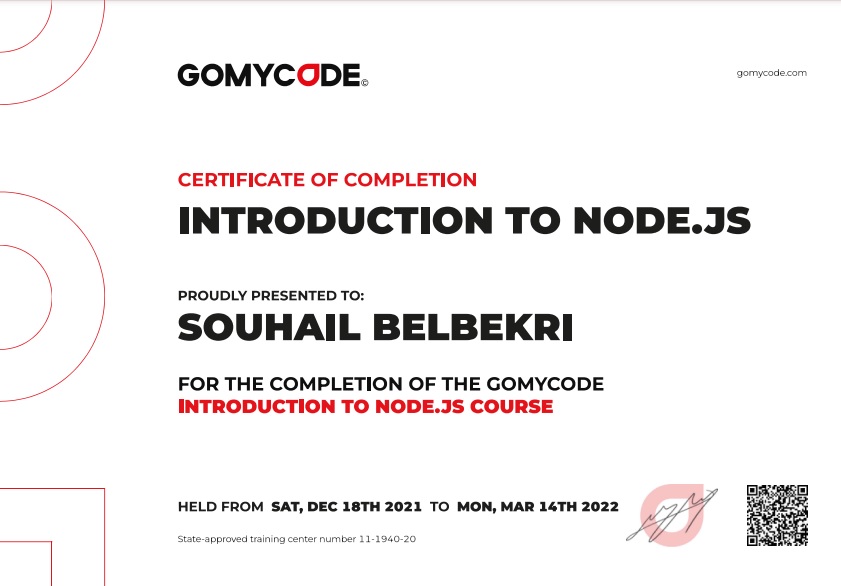 GOMYCODE©
gomycode.com
CERTIFICATE OF COMPLETION
INTRODUCTION TO NODE.JS
PROUDLY PRESENTED TO:
SOUHAIL BELBEKRI
FOR THE COMPLETION OF THE GOMYCODE
INTRODUCTION TO NODE.JS COURSE
HELD FROM SAT, DEC 18TH 2021 TO MON, MAR 14TH 2022
State-approved training center number 11-1940-20